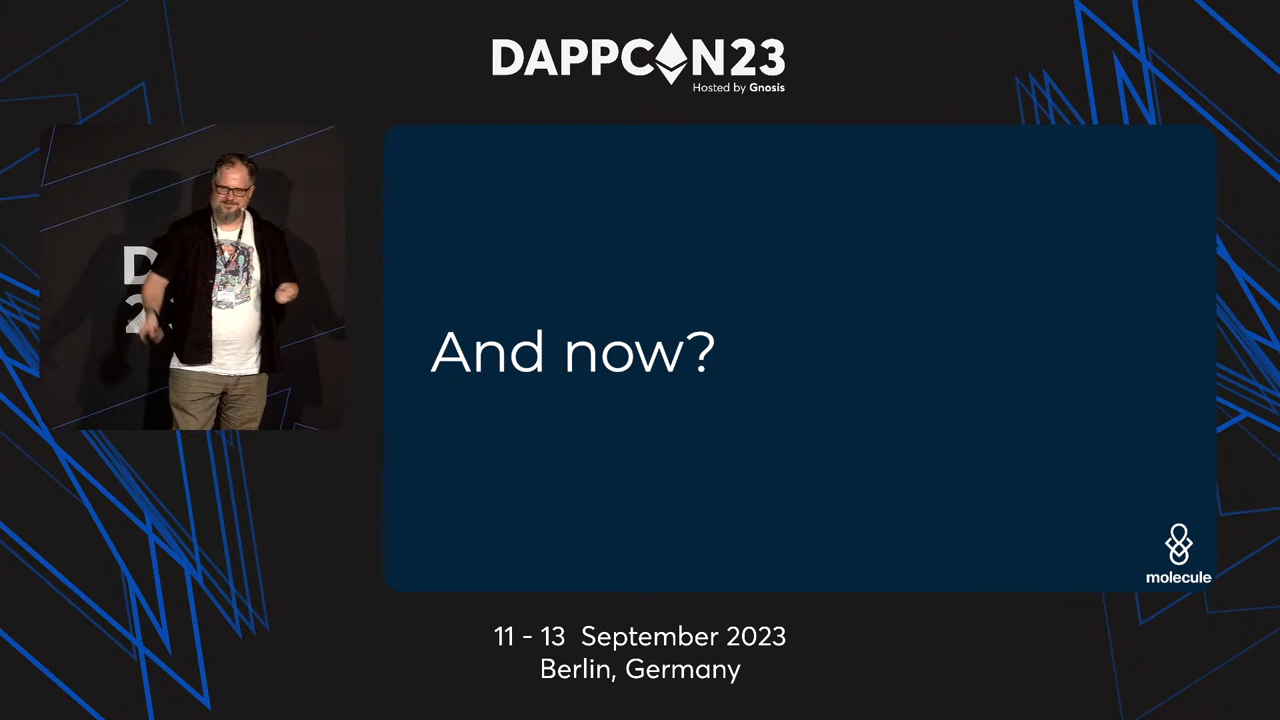 DAPPCON23
Hosted by Gnosis
And now?
molecule
11 - 13 September 2023
Berlin, Germany